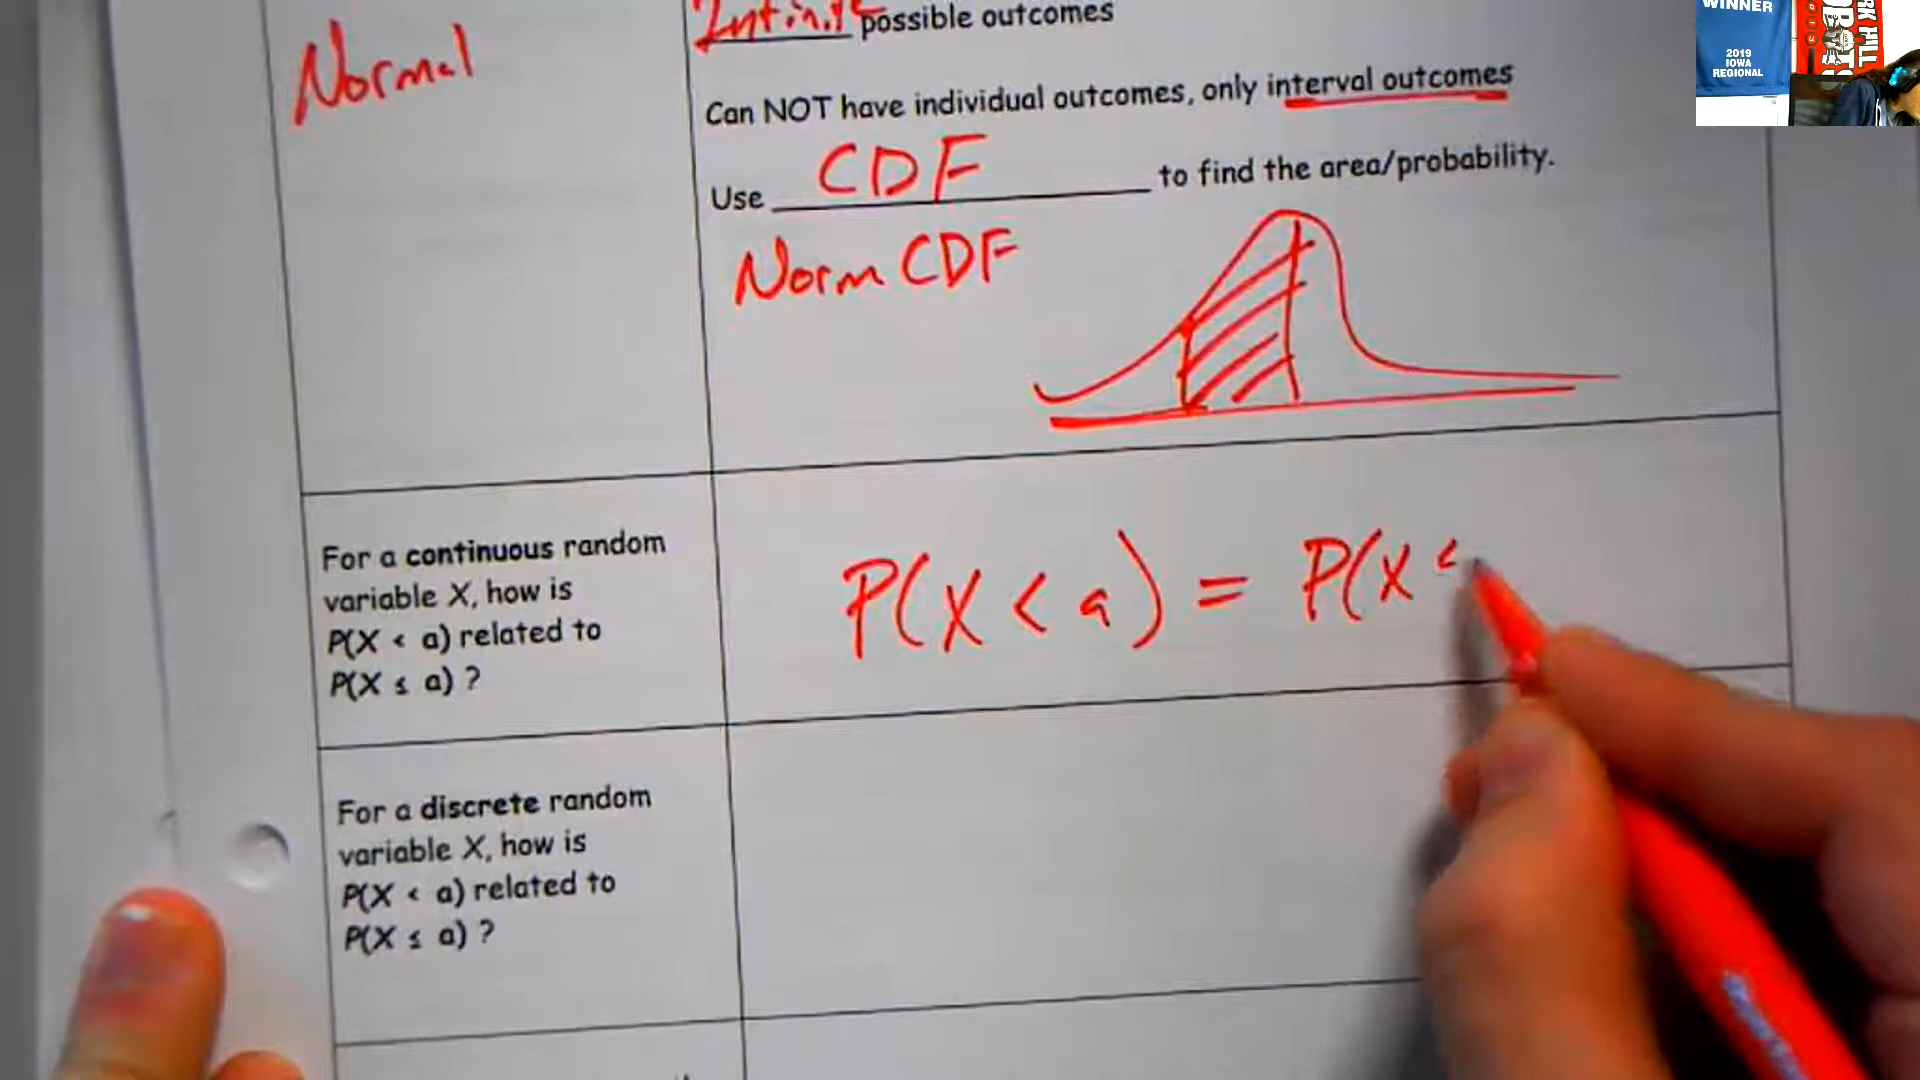 WINNER
2019
IOWA
REGIONAL
Normal
Infinite possible outcomes
Can NOT have individual outcomes, only interval outcomes
Use CDF to find the area/probability.
Norm CDF
For a continuous random
variable X, how is
P(X < a) related to
P(X ≤ a) ?
P(X < a) = P(X <
For a discrete random
variable X, how is
P(X < a) related to
P(X ≤ a) ?